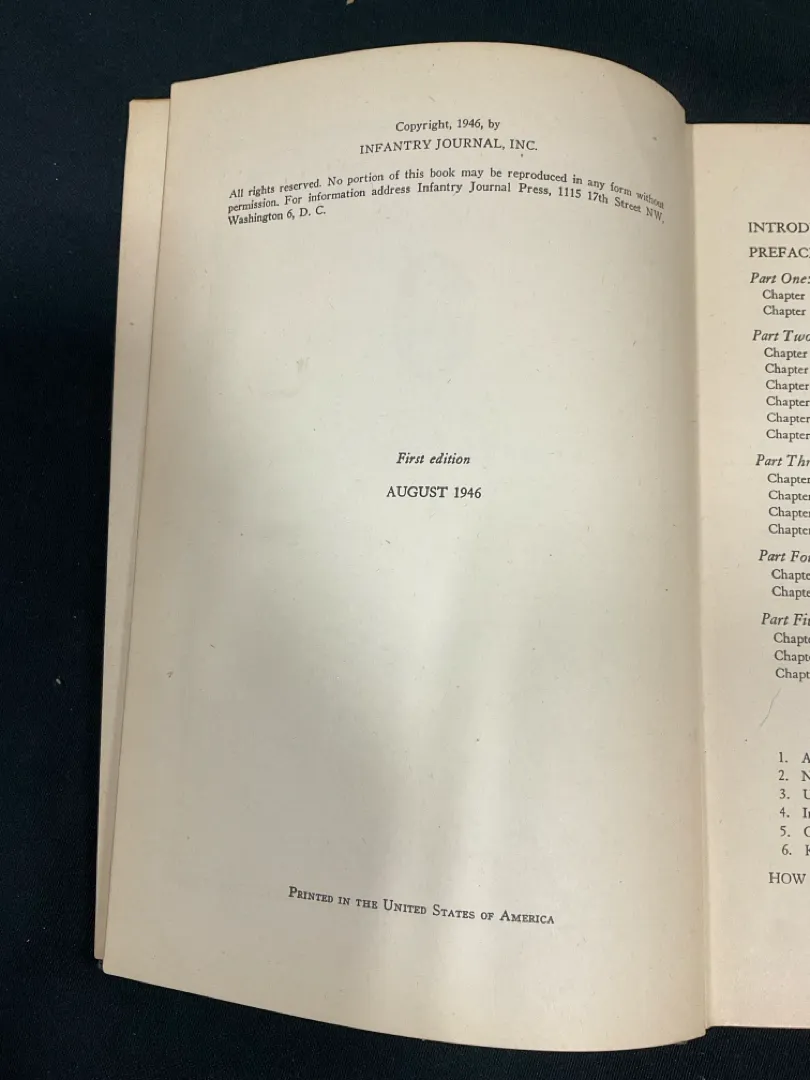 Copyright, 1946, by
INFANTRY JOURNAL, INC.
All rights reserved. No portion of this book may be reproduced in any form without
permission. For information address Infantry Journal Press, 1115 17th Street NW,
Washington 6, D. C.
First edition
AUGUST 1946
PRINTED IN THE UNITED STATES OF AMERICA
INTROD
PREFAC
Part One:
Chapter
Chapter
Part Two
Chapter
Chapter
Chapter
Chapter
Chapter
Chapter
Part Thr
Chapter
Chapter
Chapter
Chapter
Part Fou
Chapte
Chapte
Part Fi
Chapt
Chapt
Chapt
1. A
2. N
3. U
4. I
5.
6.
HOW